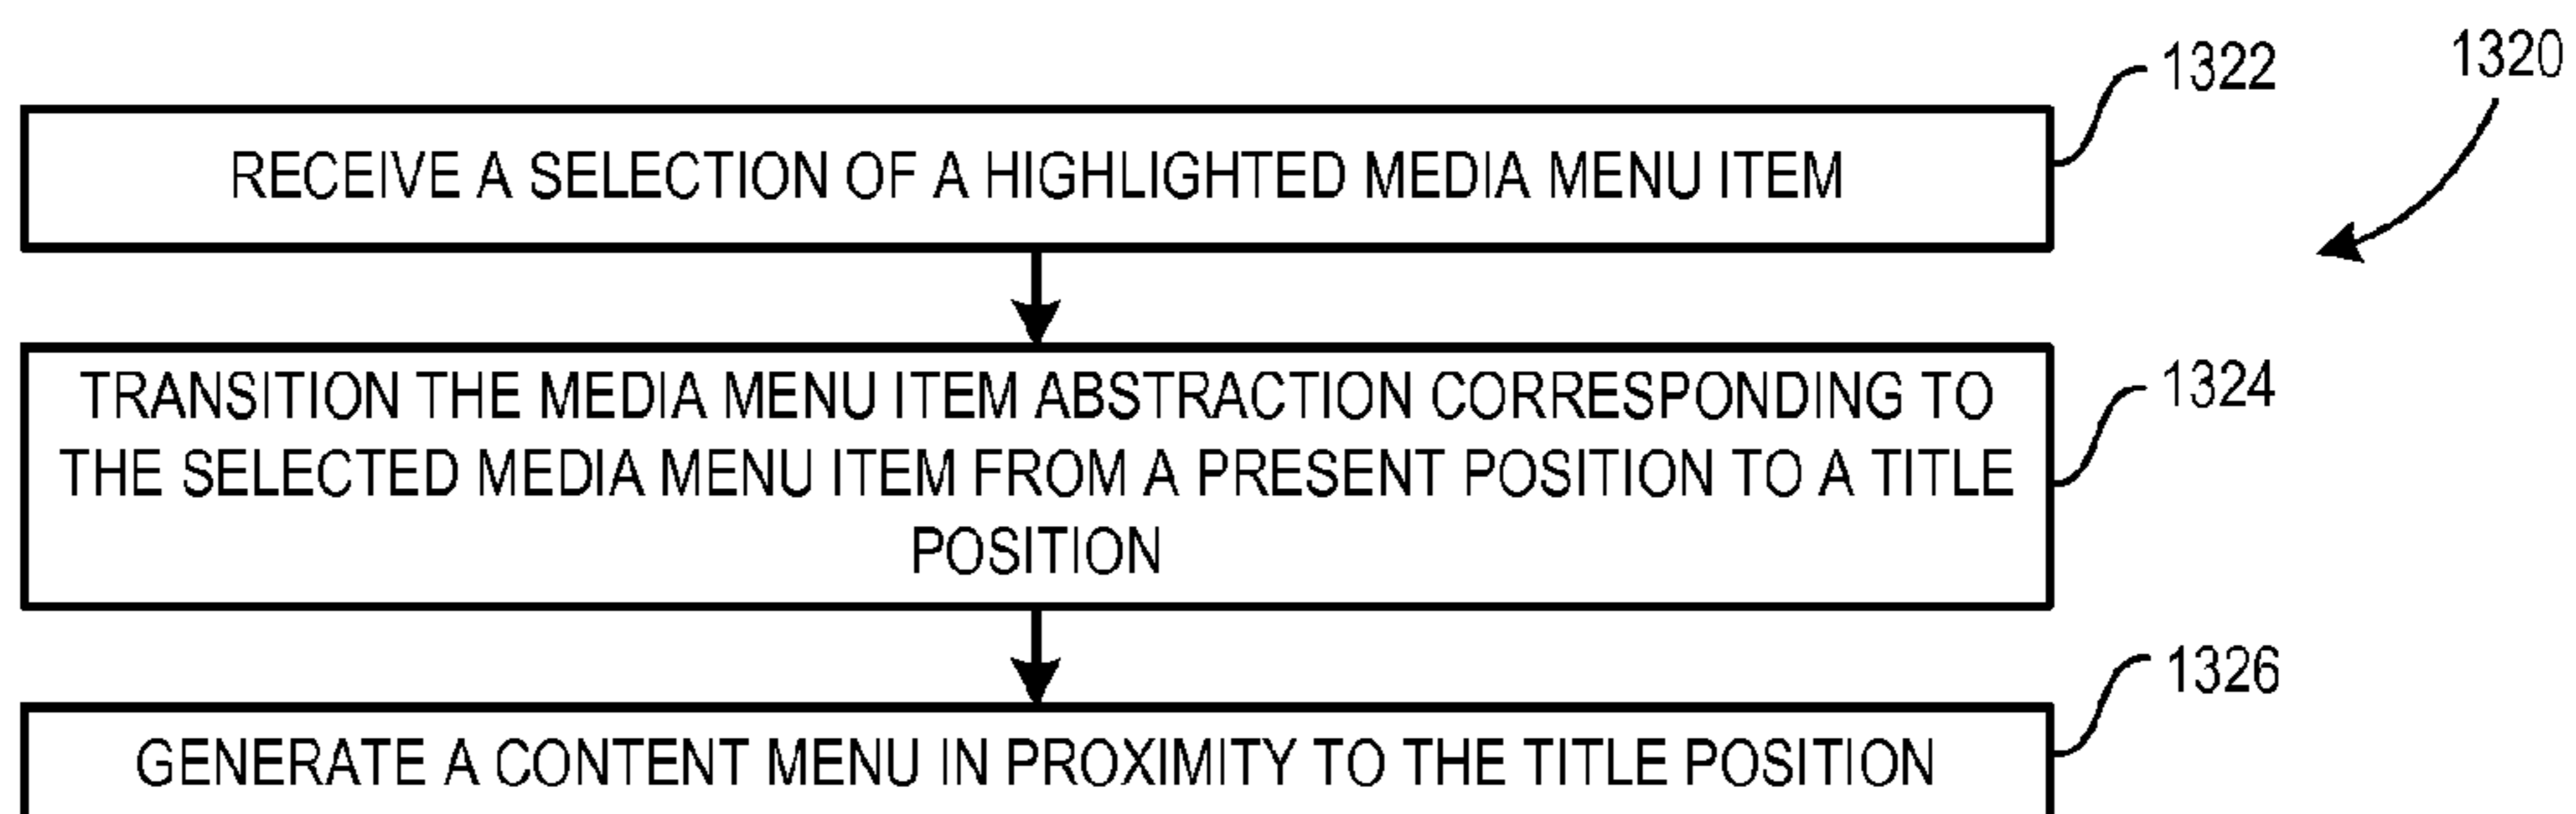 1320
1322
RECEIVE A SELECTION OF A HIGHLIGHTED MEDIA MENU ITEM
1324
TRANSITION THE MEDIA MENU ITEM ABSTRACTION CORRESPONDING TO
THE SELECTED MEDIA MENU ITEM FROM A PRESENT POSITION TO A TITLE
POSITION
1326
GENERATE A CONTENT MENU IN PROXIMITY TO THE TITLE POSITION